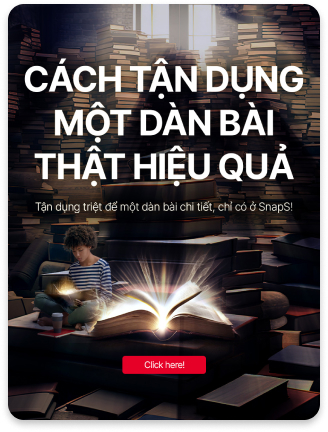 CÁCH TẬN DỤNG
MỘT DÀN BÀI
THẬT HIỆU QUẢ
Tận dụng triệt để một dàn bài chi tiết, chỉ có ở SnapS!
Click here!